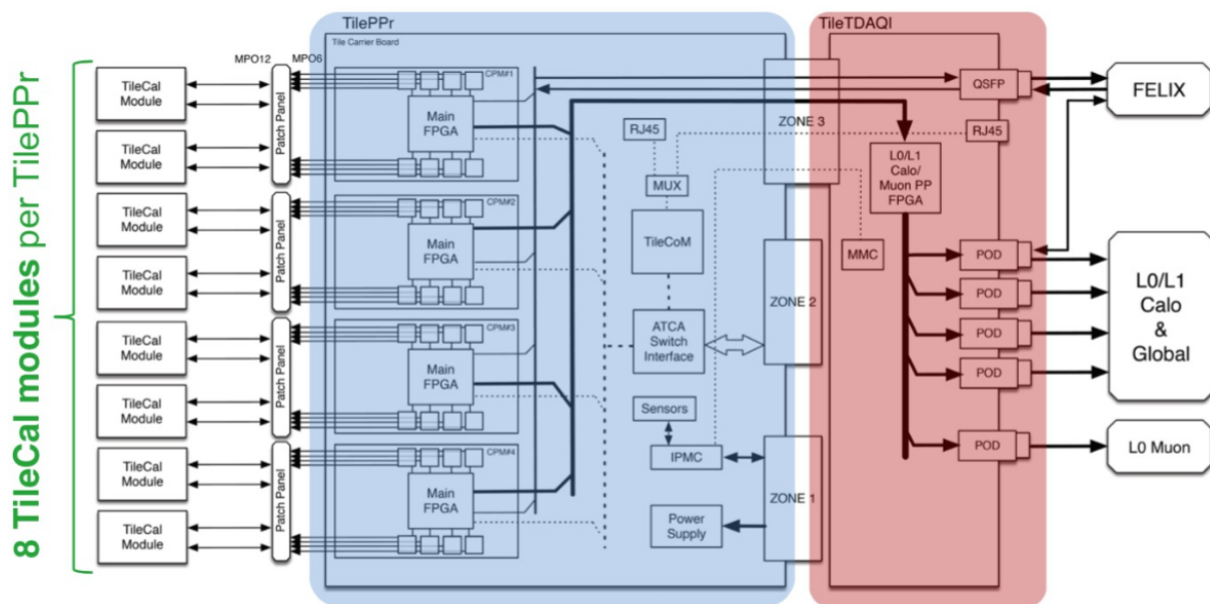 TilePPr
TileTDAQI
Tile Carrier Board
MPO12
MPO6
8 TileCal modules per TilePPr
TileCal
Module
TileCal
Module
TileCal
Module
TileCal
Module
TileCal
Module
TileCal
Module
TileCal
Module
TileCal
Module
Patch Panel
Patch Panel
Patch Panel
Patch Panel
CPM#1
Main
FPGA
CPM#2
Main
FPGA
CPM#3
Main
FPGA
CPM#4
Main
FPGA
RJ45
MUX
TileCoM
ATCA
Switch
Interface
Sensors
IPMC
Power
Supply
ZONE 3
ZONE 2
ZONE 1
QSFP
RJ45
L0/L1
Calo/
Muon PP
FPGA
MMC
POD
POD
POD
POD
POD
FELIX
L0/L1
Calo
&
Global
L0 Muon